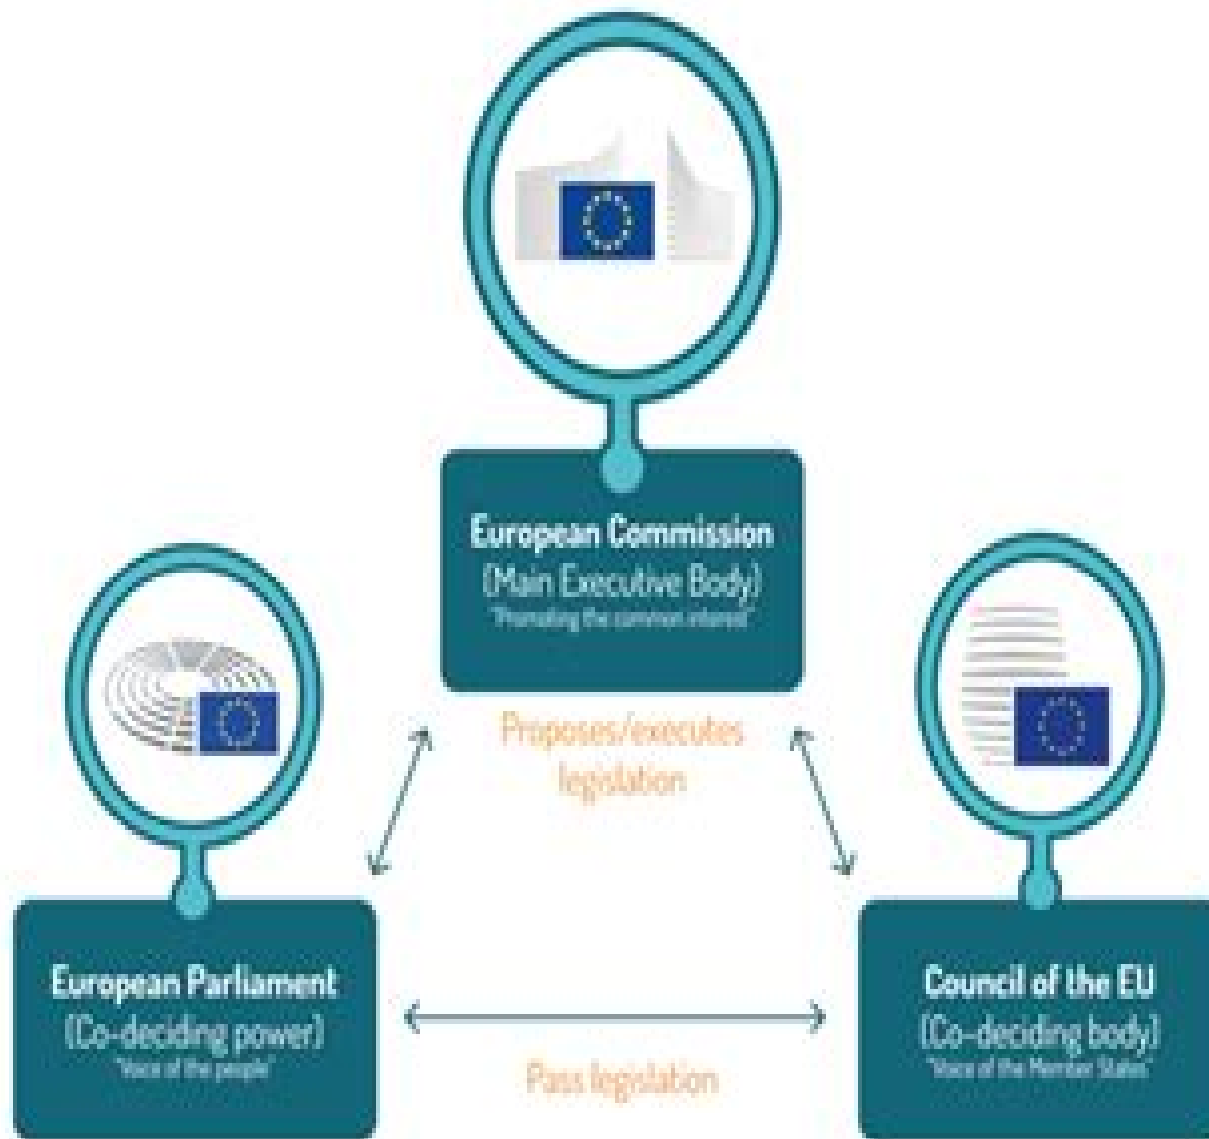 European Commission
(Main Executive Body)
"Promoting the common interest"
Proposes/executes
legislation
European Parliament
(Co-deciding power)
"Voice of the people"
Council of the EU
(Co-deciding body)
"Voice of the Member States"
Pass legislation